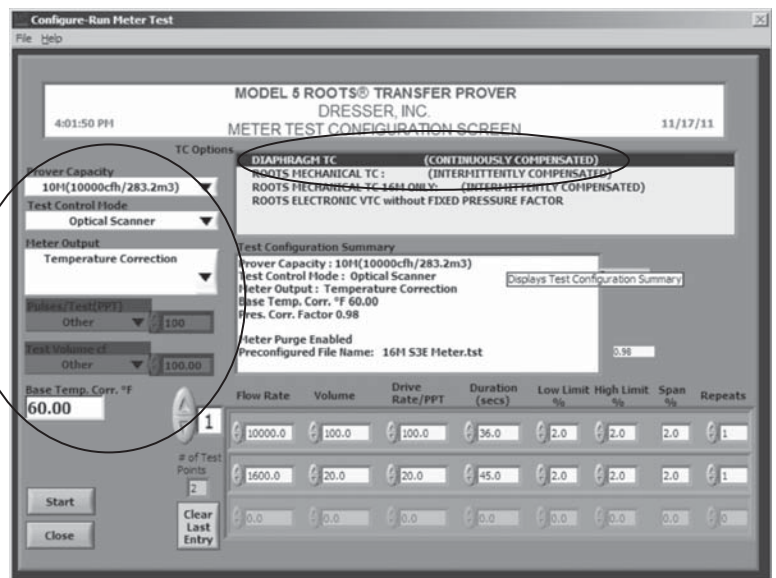 Configure-Run Meter Test
File Help
MODEL 5 ROOTS® TRANSFER PROVER
DRESSER, INC.
4:01:50 PM
METER TEST CONFIGURATION SCREEN
11/17/11
TC Options
DIAPHRAGM TC (CONTINUOUSLY COMPENSATED)
ROOTS MECHANICAL TC : (INTERMITTENTLY COMPENSATED)
ROOTS MECHANICAL TC 16M ONLY: (INTERMITTENTLY COMPENSATED)
ROOTS ELECTRONIC VTC without FIXED PRESSURE FACTOR
Prover Capacity
10M(10000cfh/283.2m3)
Test Control Mode
Optical Scanner
Meter Output
Temperature Correction
Pulses/Test(PPT)
Other 100
Test Volume cf
Other 100.00
Base Temp. Corr. °F
60.00
Test Configuration Summary
Prover Capacity : 10M(10000cfh/283.2m3)
Test Control Mode : Optical Scanner
Meter Output : Temperature Correction
Base Temp. Corr. °F 60.00
Pres. Corr. Factor 0.98
Meter Purge Enabled
Preconfigured File Name: 16M S3E Meter.tst
Displays Test Configuration Summary
0.98
1
# of Test Points
2
Clear Last Entry
Start
Close
Flow Rate Volume Drive Rate/PPT Duration (secs) Low Limit % High Limit % Span % Repeats
10000.0 100.0 100.0 36.0 2.0 2.0 2.0 1
1600.0 20.0 20.0 45.0 2.0 2.0 2.0 1
0.0 0.0 0.0 0.0 0.0 0.0 0.0 0